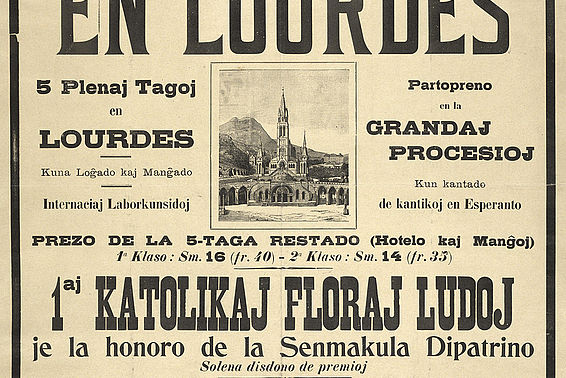 EN LOURDES
5 Plenaj Tagoj
en
LOURDES
Kuna Loĝado kaj Manĝado
Internaciaj Laborkunsidoj
Partopreno
en la
GRANDAJ
PROCESIOJ
Kun kantado
de kantikoj en Esperanto
PREZO DE LA 5-TAGA RESTADO (Hotelo kaj Manĝoj)
1ª Klaso : Sm. 16 (fr. 40) - 2ª Klaso : Sm. 14 (fr. 35)
1aj KATOLIKAJ FLORAJ LUDOJ
je la honoro de la Senmakula Dipatrino
Solena disdono de premioj